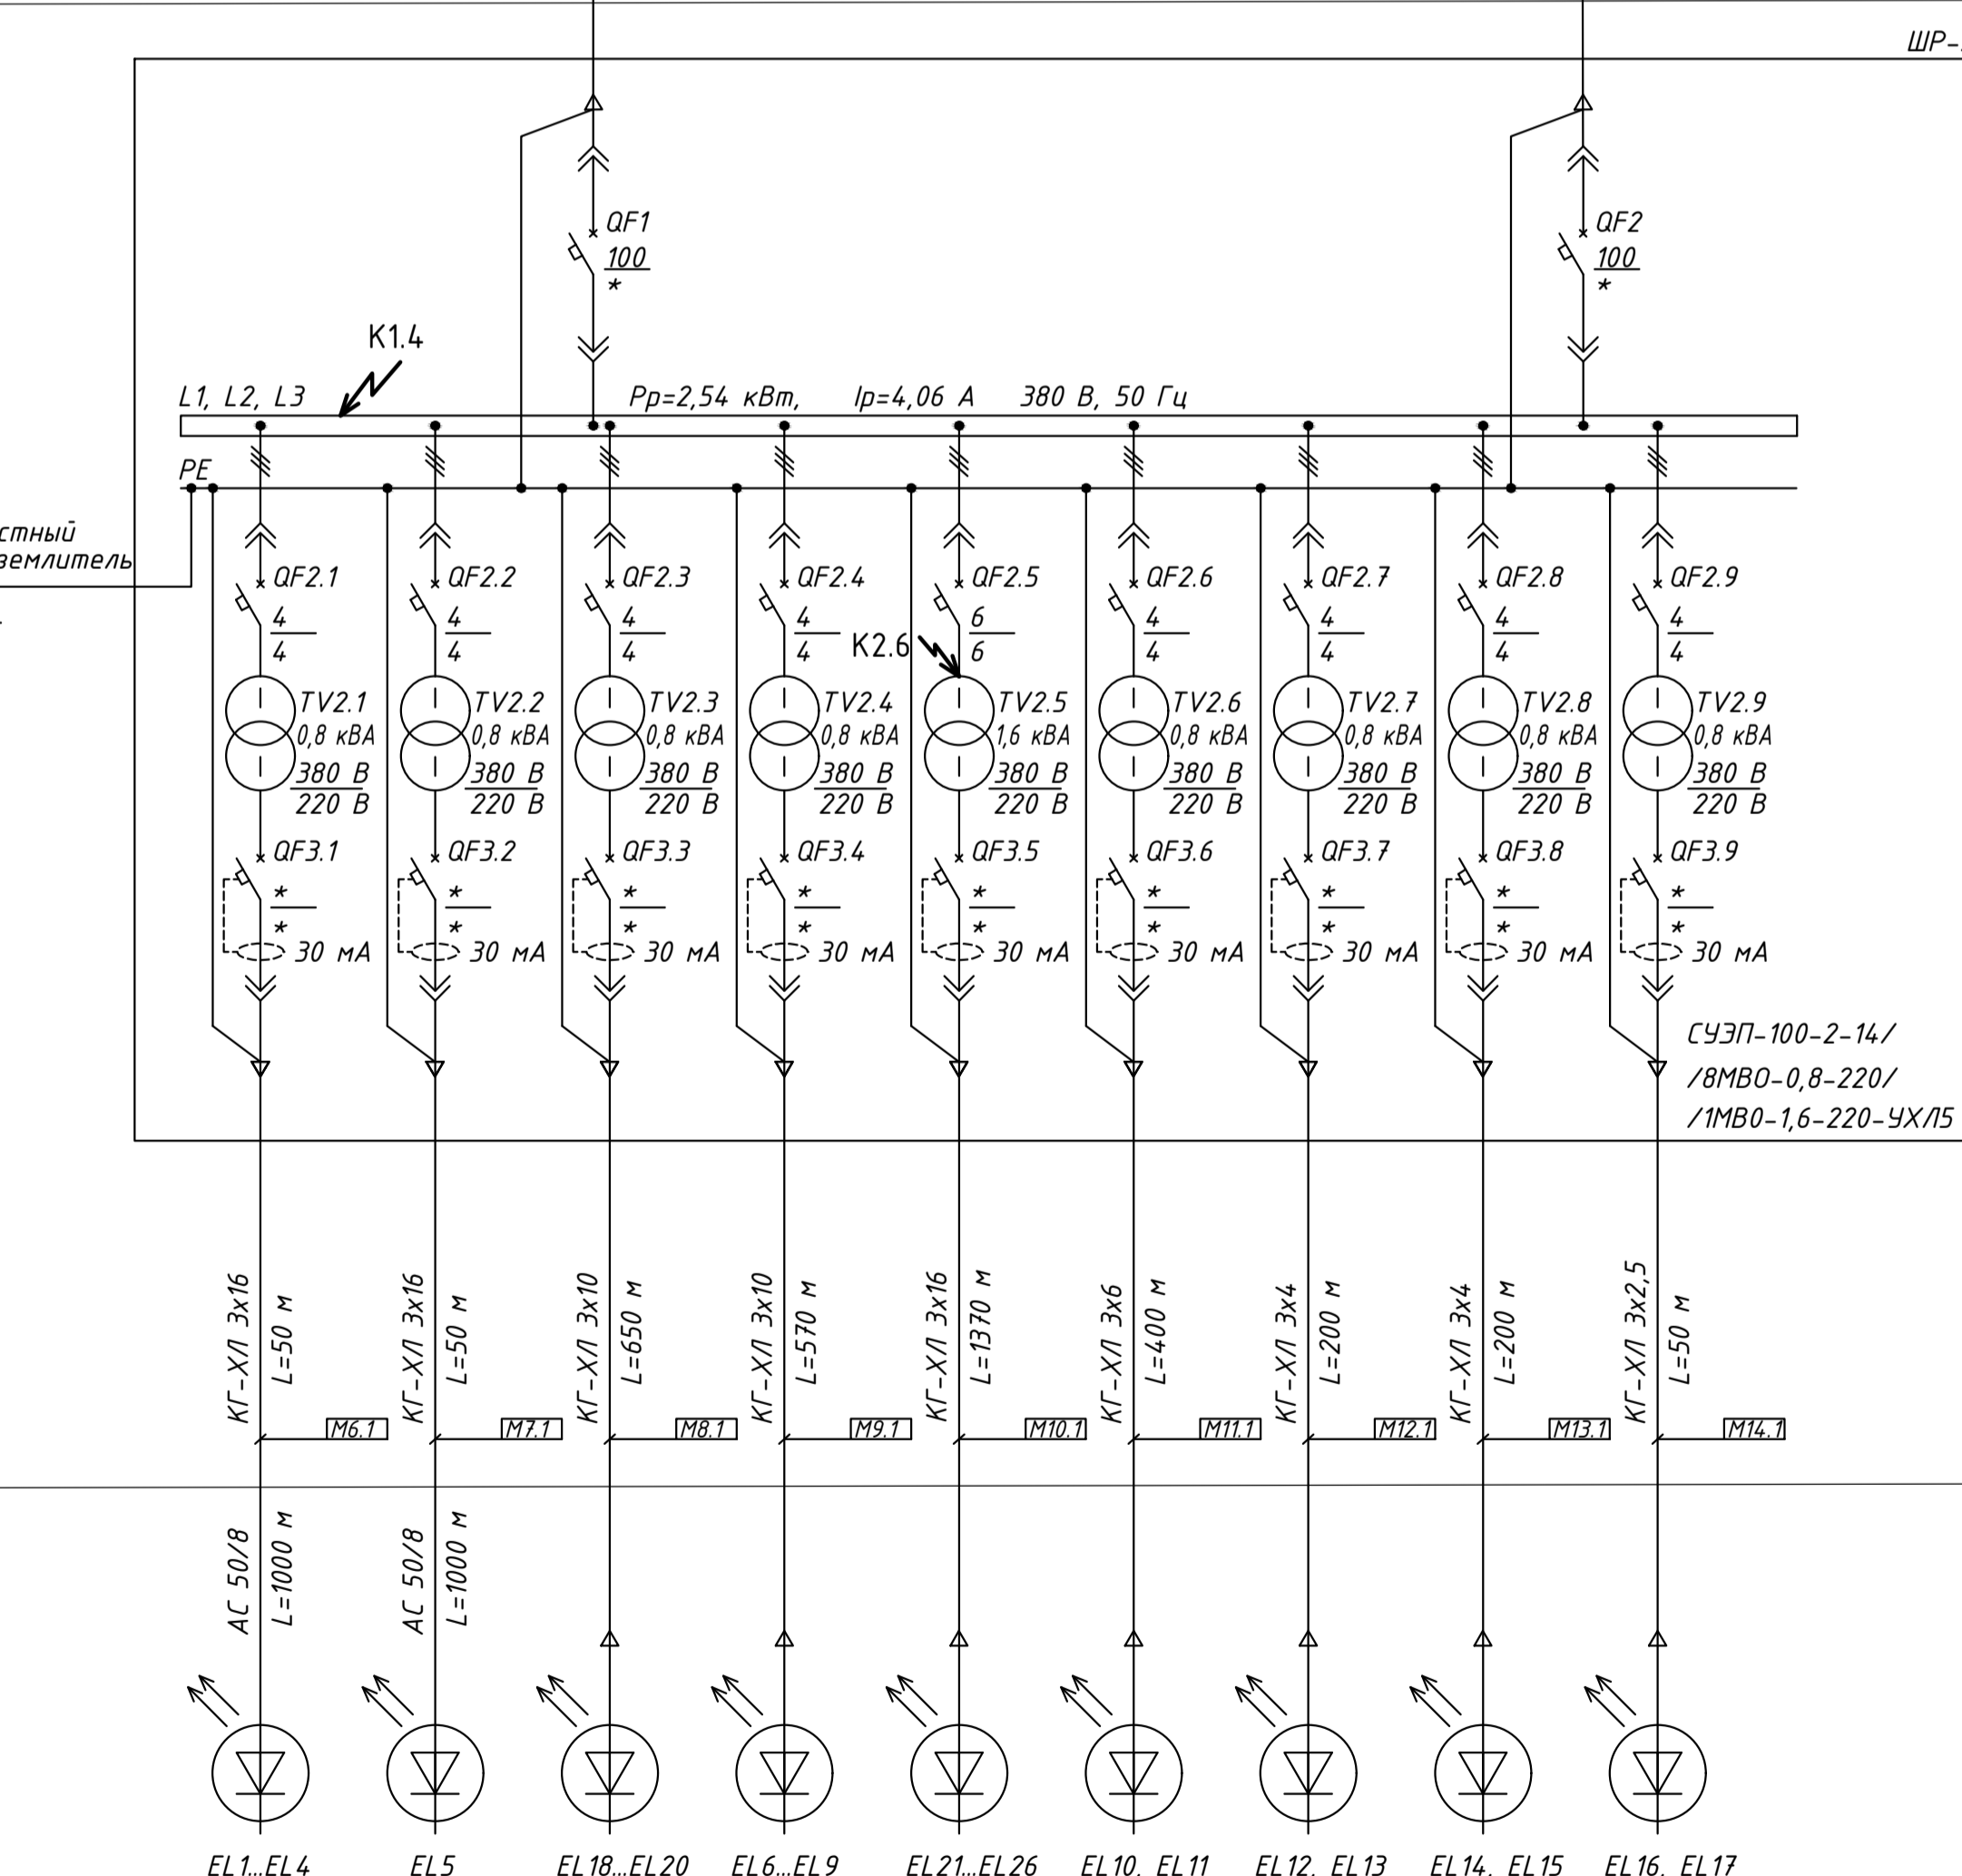 ШР-
QF1
100
*
QF2
100
*
К1.4
L1, L2, L3
Pp=2,54 кВт, Ip=4,06 А 380 В, 50 Гц
PE
стный
землитель
QF2.1
4
4
QF2.2
4
4
QF2.3
4
4
QF2.4
4
4
QF2.5
6
6
QF2.6
4
4
QF2.7
4
4
QF2.8
4
4
QF2.9
4
4
К2.6
TV2.1
0,8 кВА
380 В
220 В
TV2.2
0,8 кВА
380 В
220 В
TV2.3
0,8 кВА
380 В
220 В
TV2.4
0,8 кВА
380 В
220 В
TV2.5
1,6 кВА
380 В
220 В
TV2.6
0,8 кВА
380 В
220 В
TV2.7
0,8 кВА
380 В
220 В
TV2.8
0,8 кВА
380 В
220 В
TV2.9
0,8 кВА
380 В
220 В
QF3.1
*
*
30 мА
QF3.2
*
*
30 мА
QF3.3
*
*
30 мА
QF3.4
*
*
30 мА
QF3.5
*
*
30 мА
QF3.6
*
*
30 мА
QF3.7
*
*
30 мА
QF3.8
*
*
30 мА
QF3.9
*
*
30 мА
СУЭП-100-2-14/
/8МВО-0,8-220/
/1МВ0-1,6-220-УХЛ5
КГ-ХЛ 3х16
L=50 м
КГ-ХЛ 3х16
L=50 м
КГ-ХЛ 3х10
L=650 м
КГ-ХЛ 3х10
L=570 м
КГ-ХЛ 3х16
L=1370 м
КГ-ХЛ 3х6
L=400 м
КГ-ХЛ 3х4
L=200 м
КГ-ХЛ 3х4
L=200 м
КГ-ХЛ 3х2,5
L=50 м
М6.1
М7.1
М8.1
М9.1
М10.1
М11.1
М12.1
М13.1
М14.1
АС 50/8
L=1000 м
АС 50/8
L=1000 м
EL1...EL4
EL5
EL18...EL20
EL6...EL9
EL21...EL26
EL10, EL11
EL12, EL13
EL14, EL15
EL16, EL17